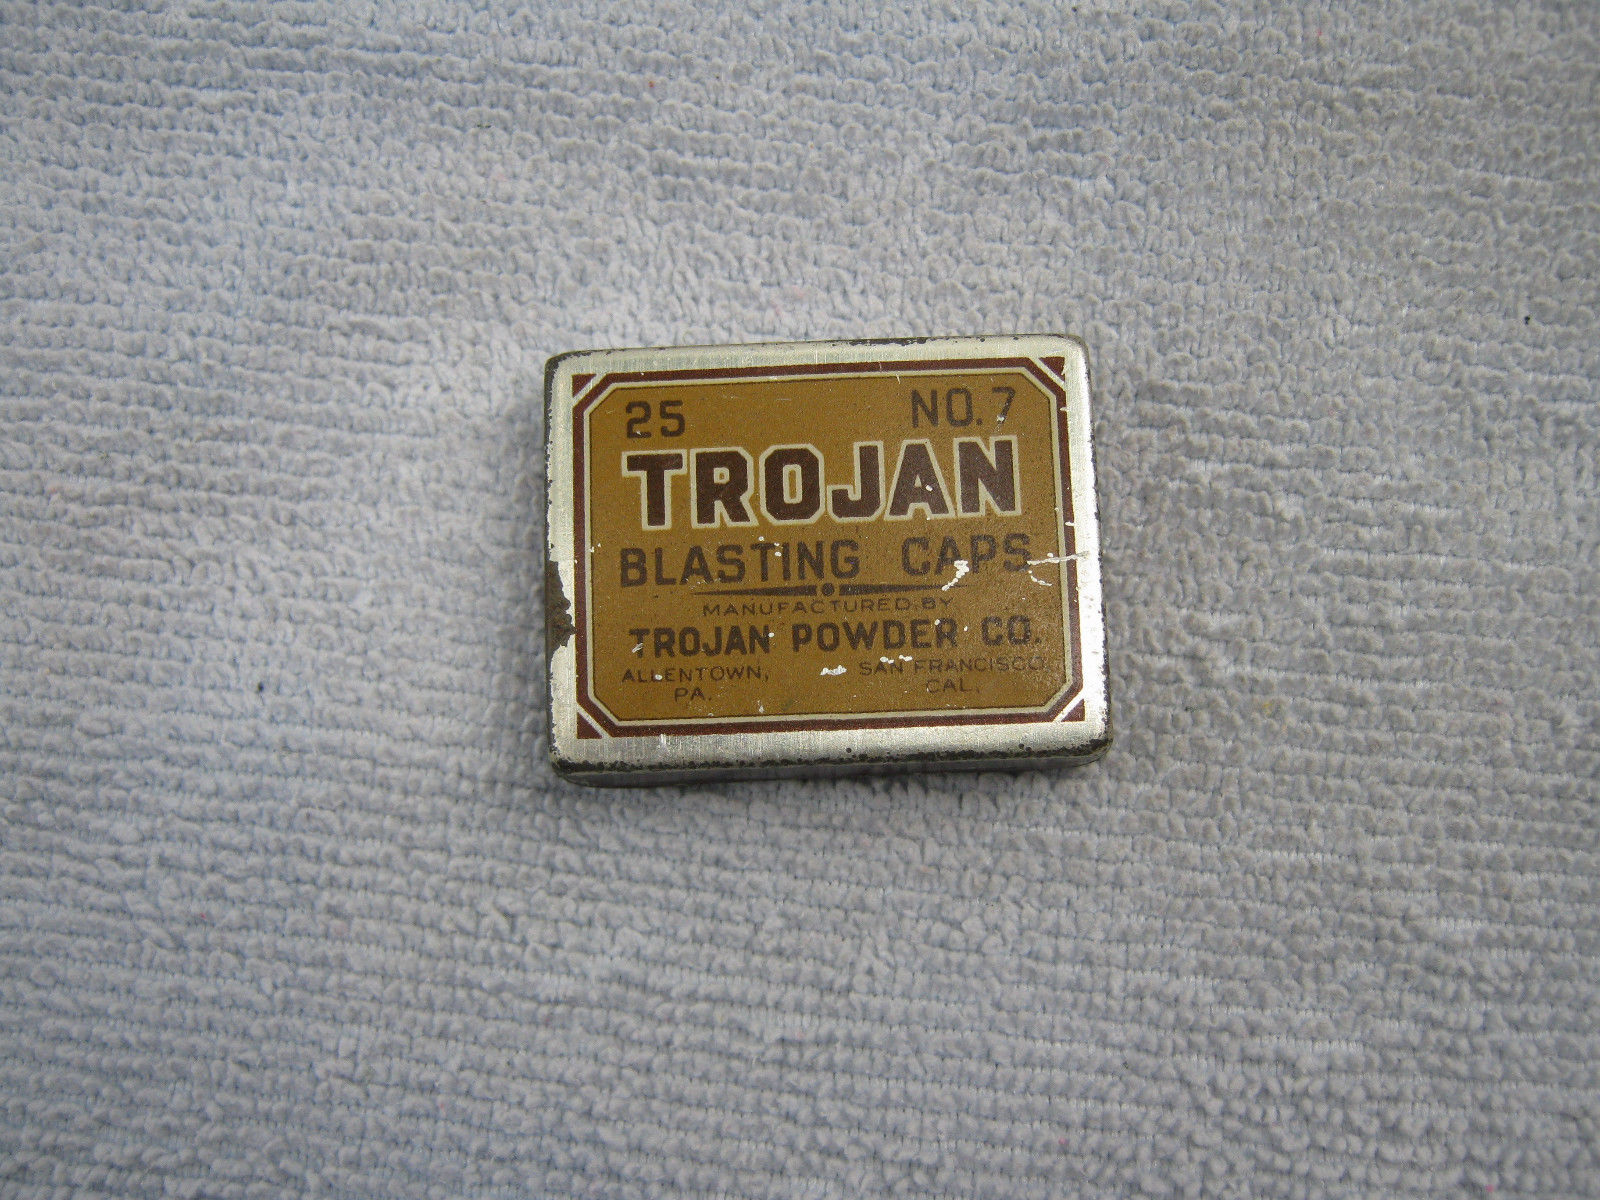 25 NO. 7
TROJAN
BLASTING CAPS
MANUFACTURED BY
TROJAN POWDER CO.
ALLENTOWN, SAN FRANCISCO,
PA. CAL.